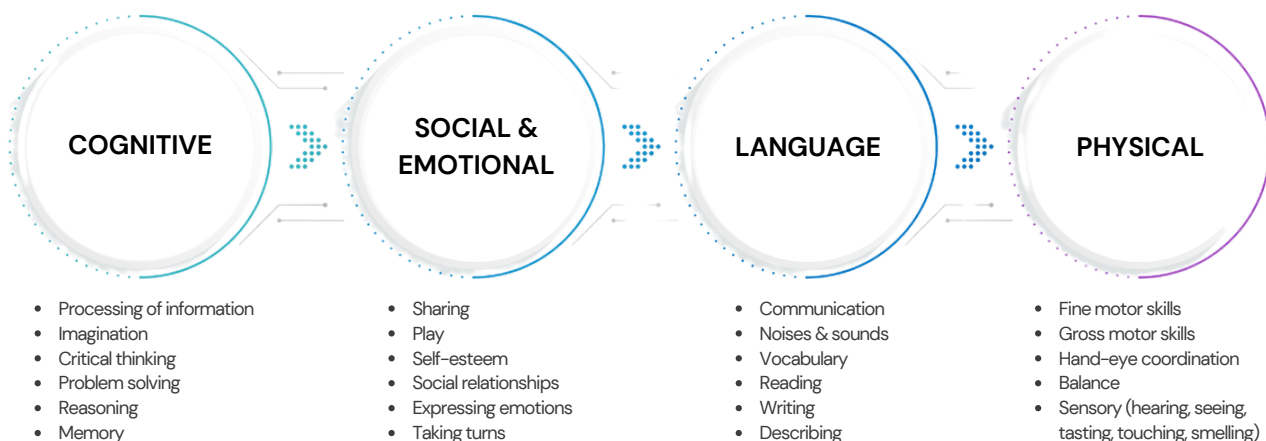 COGNITIVE
SOCIAL &
EMOTIONAL
LANGUAGE
PHYSICAL
• Processing of information
• Imagination
• Critical thinking
• Problem solving
• Reasoning
• Memory
• Sharing
• Play
• Self-esteem
• Social relationships
• Expressing emotions
• Taking turns
• Communication
• Noises & sounds
• Vocabulary
• Reading
• Writing
• Describing
• Fine motor skills
• Gross motor skills
• Hand-eye coordination
• Balance
• Sensory (hearing, seeing,
tasting, touching, smelling)